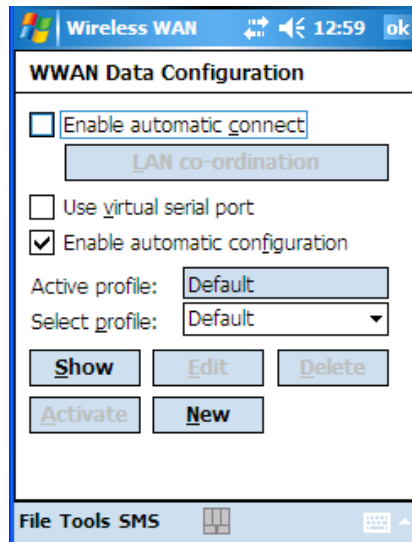 Wireless WAN 12:59 ok
WWAN Data Configuration
Enable automatic connect
LAN co-ordination
Use virtual serial port
Enable automatic configuration
Active profile: Default
Select profile: Default
Show Edit Delete
Activate New
File Tools SMS